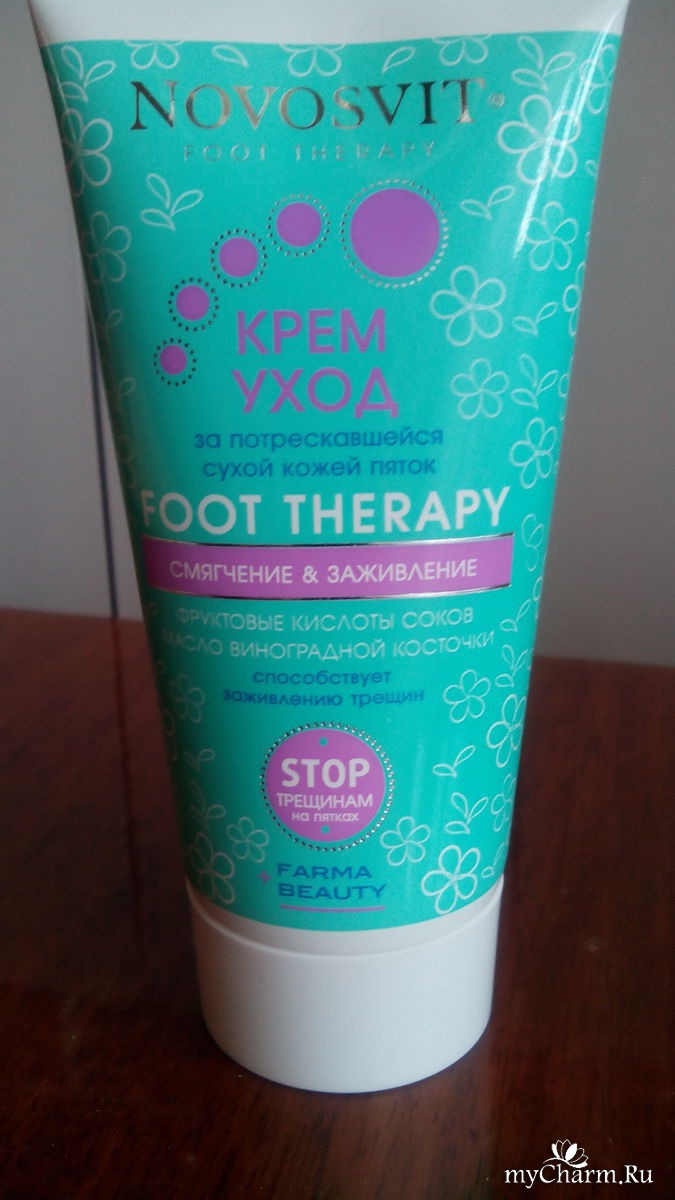 NOVOSVIT®
FOOT THERAPY
КРЕМ
УХОД
за потрескавшейся
сухой кожей пяток
FOOT THERAPY
СМЯГЧЕНИЕ & ЗАЖИВЛЕНИЕ
ФРУКТОВЫЕ КИСЛОТЫ СОКОВ
МАСЛО ВИНОГРАДНОЙ КОСТОЧКИ
способствует
заживлению трещин
STOP
ТРЕЩИНАМ
на пятках
+ FARMA
BEAUTY
myCharm.Ru